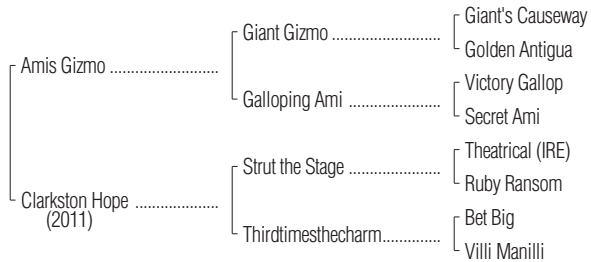 Giant's Causeway
Giant Gizmo
Golden Antigua
Amis Gizmo
Victory Gallop
Galloping Ami
Secret Ami
Theatrical (IRE)
Strut the Stage
Ruby Ransom
Clarkston Hope
(2011)
Bet Big
Thirdtimesthecharm
Villi Manilli